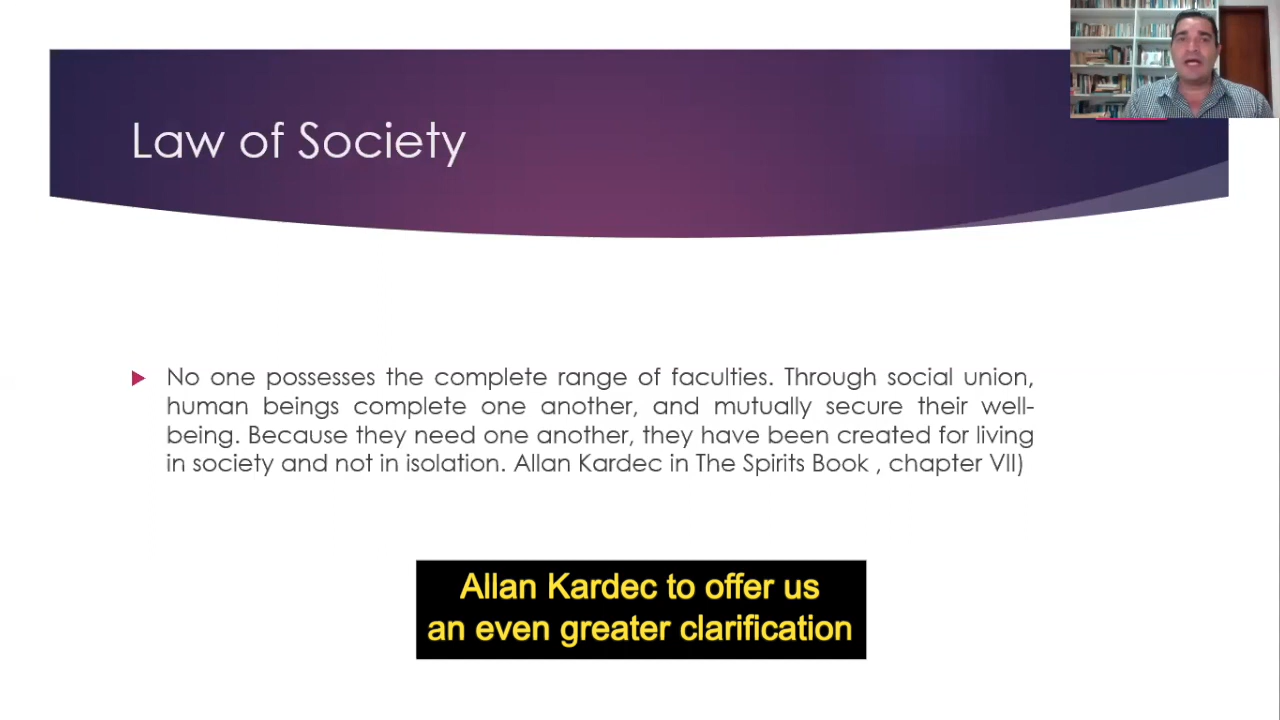 Law of Society
No one possesses the complete range of faculties. Through social union,
human beings complete one another, and mutually secure their well-
being. Because they need one another, they have been created for living
in society and not in isolation. Allan Kardec in The Spirits Book , chapter VII)
Allan Kardec to offer us
an even greater clarification